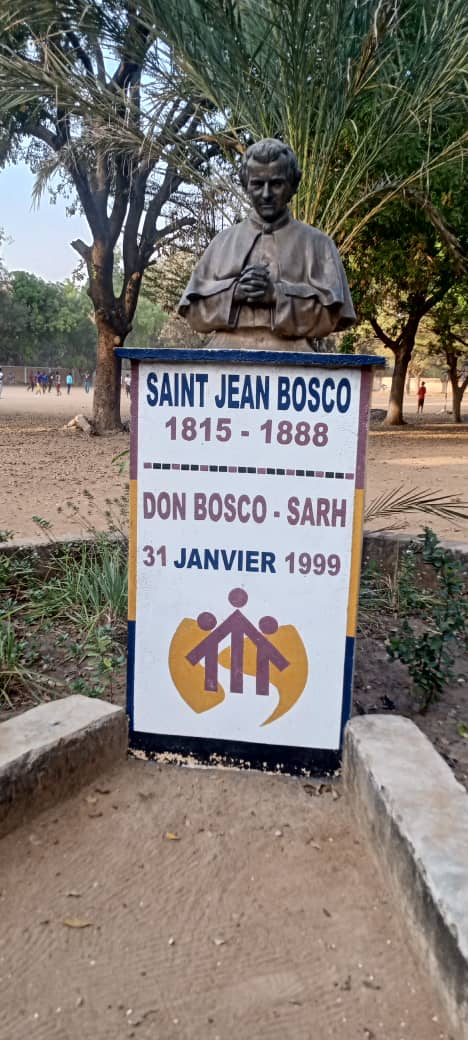 SAINT JEAN BOSCO
1815 - 1888
DON BOSCO - SARH
31 JANVIER 1999